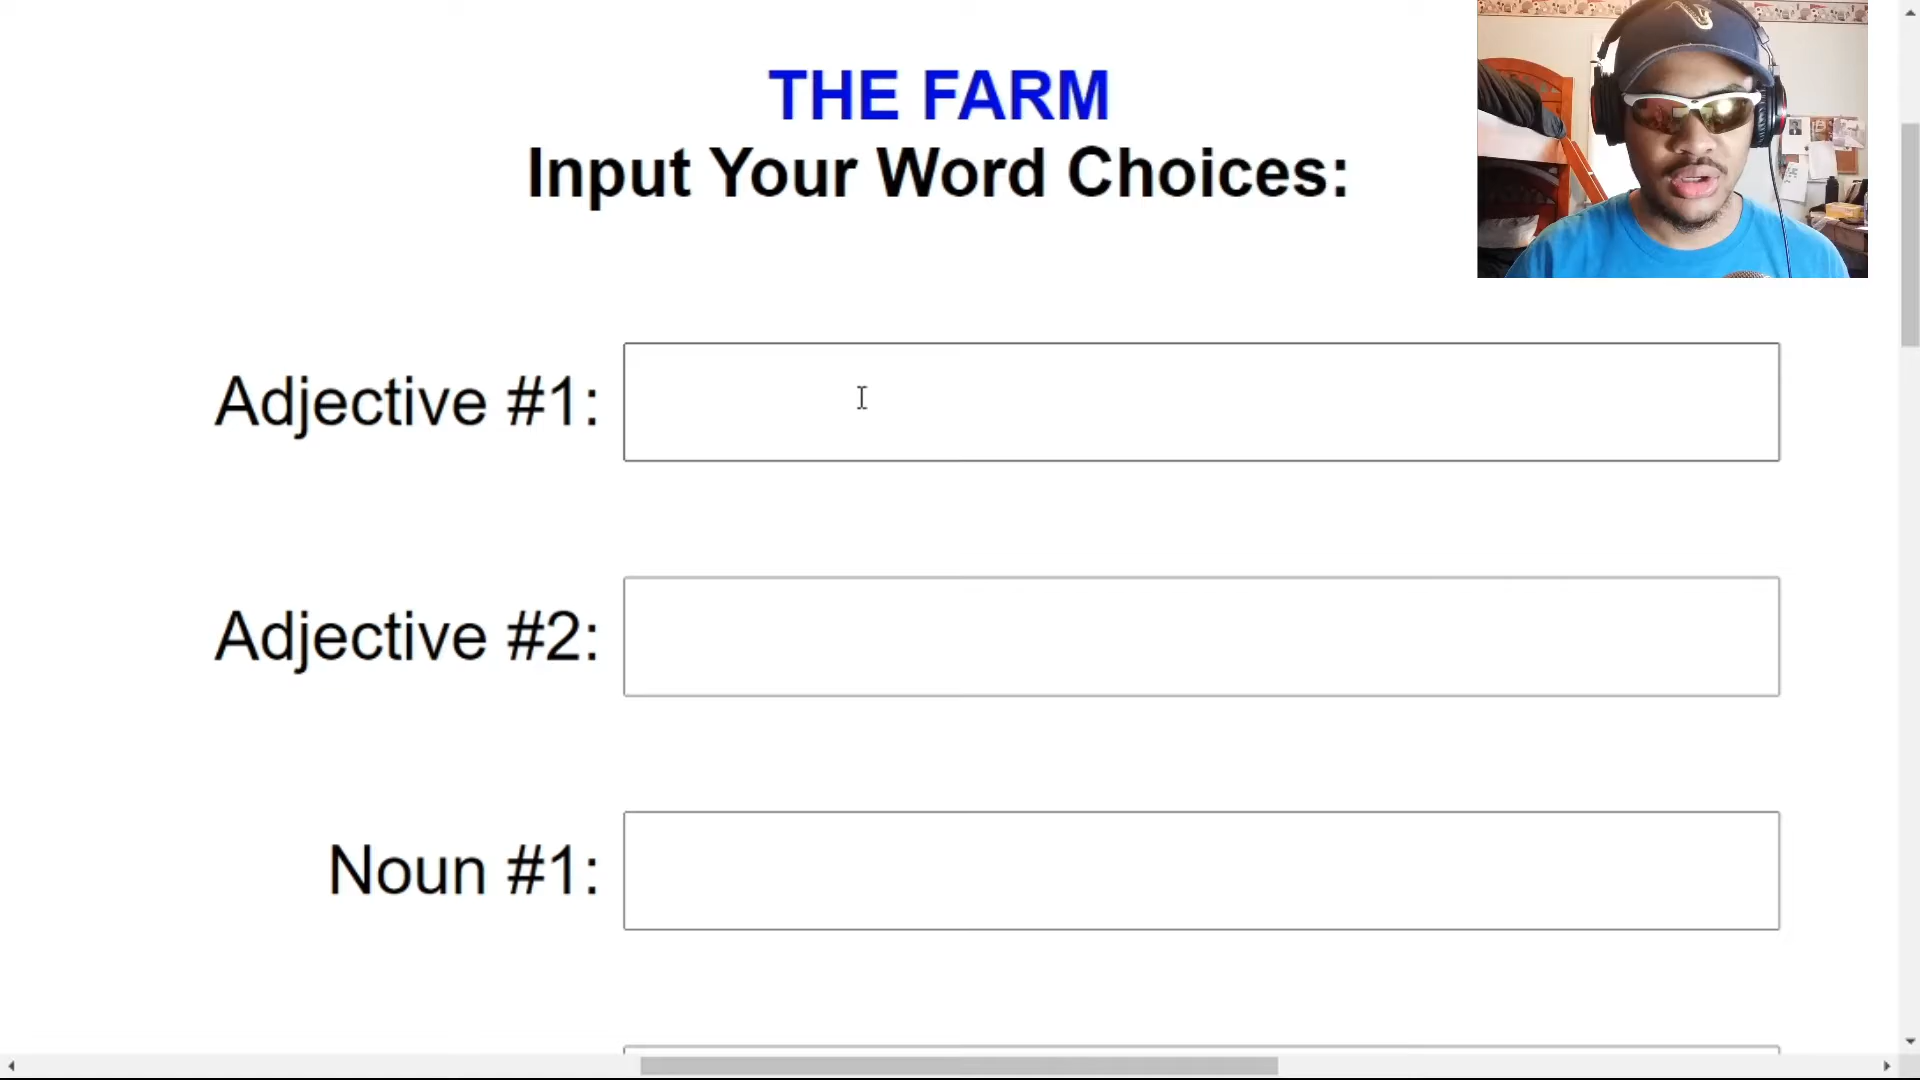 THE FARM
Input Your Word Choices:
Adjective #1:
Adjective #2:
Noun #1: